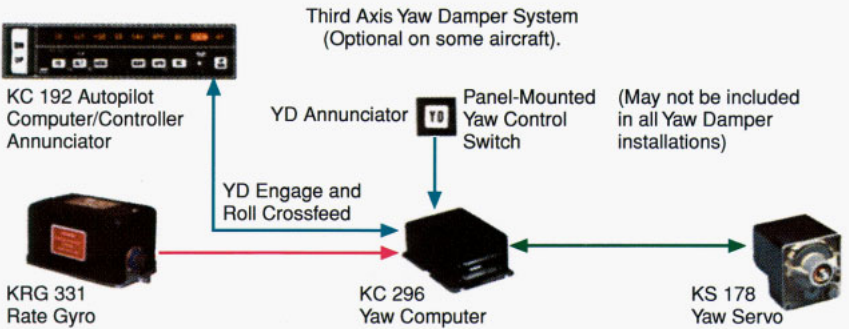 Third Axis Yaw Damper System
(Optional on some aircraft).
KC 192 Autopilot
Computer/Controller
Annunciator
YD Annunciator
YD
Panel-Mounted
Yaw Control
Switch
(May not be included
in all Yaw Damper
installations)
YD Engage and
Roll Crossfeed
KRG 331
Rate Gyro
KC 296
Yaw Computer
KS 178
Yaw Servo